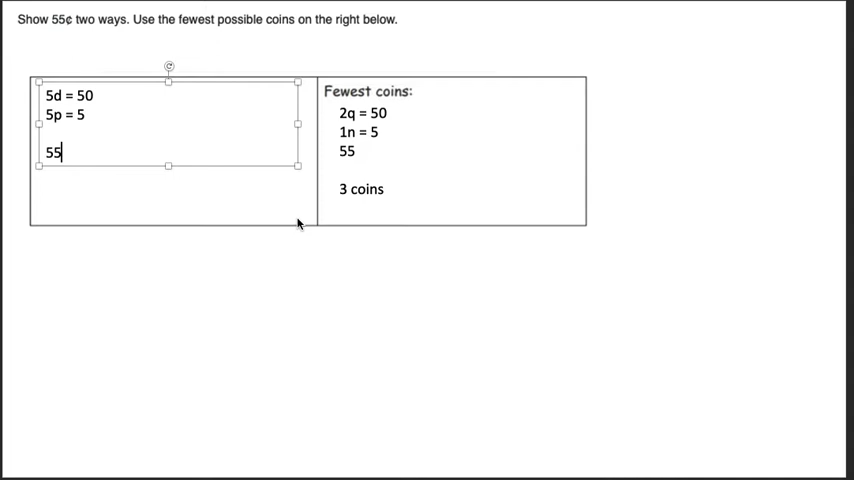 Show 55¢ two ways. Use the fewest possible coins on the right below.
5d = 50
5p = 5
55
Fewest coins:
2q = 50
1n = 5
55
3 coins